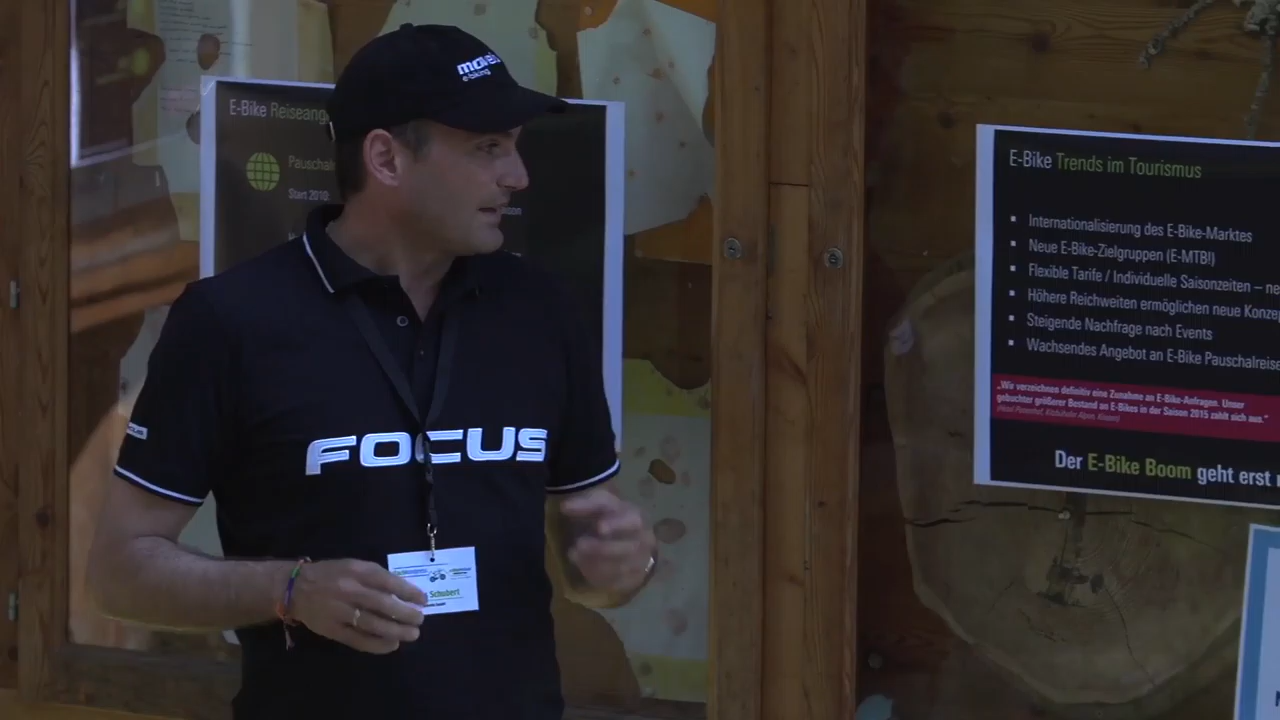 move
e-biking
E-Bike Reiseang
Pauschalr
Start 2010:
FOCUS
Schubert
E-Bike Trends im Tourismus
Internationalisierung des E-Bike-Marktes
Neue E-Bike-Zielgruppen (E-MTB!)
Flexible Tarife / Individuelle Saisonzeiten – ne
Höhere Reichweiten ermöglichen neue Konze
Steigende Nachfrage nach Events
Wachsendes Angebot an E-Bike Pauschalreise
„Wir verzeichnen definitiv eine Zunahme an E-Bike-Anfragen. Unser
gebuchter größerer Bestand an E-Bikes in der Saison 2015 zahlt sich aus.“
Der E-Bike Boom geht erst